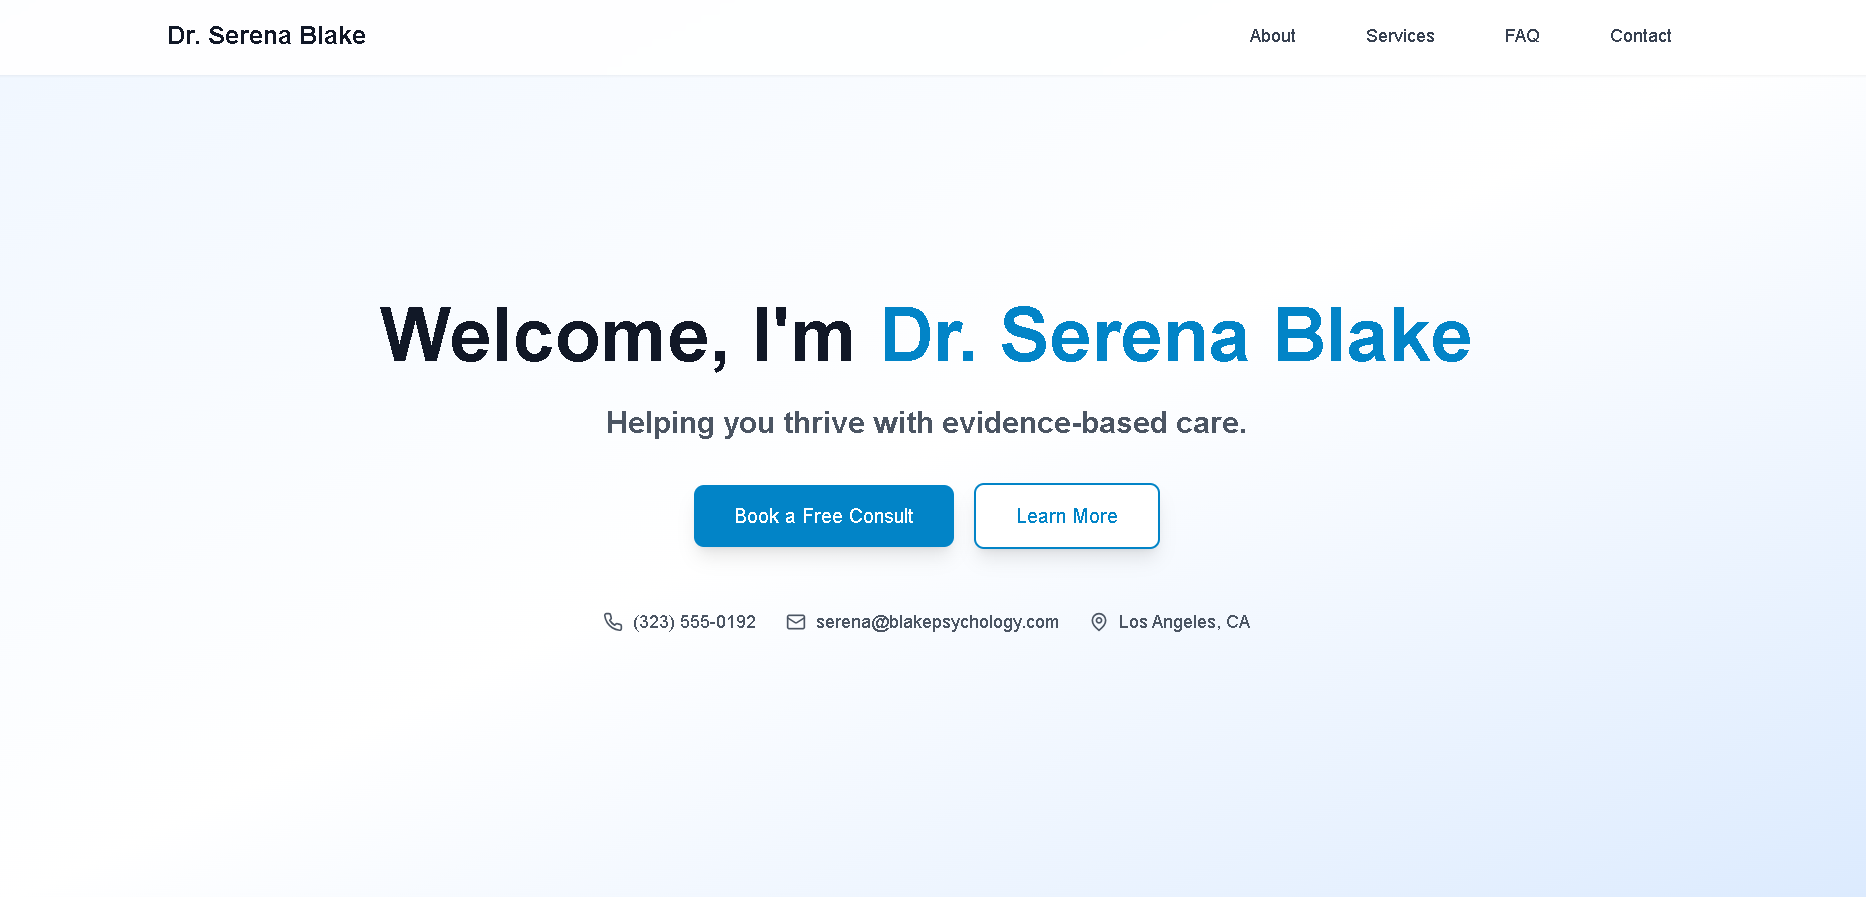 Dr. Serena Blake
About
Services
FAQ
Contact
Welcome, I'm Dr. Serena Blake
Helping you thrive with evidence-based care.
Book a Free Consult
Learn More
(323) 555-0192
serena@blakepsychology.com
Los Angeles, CA